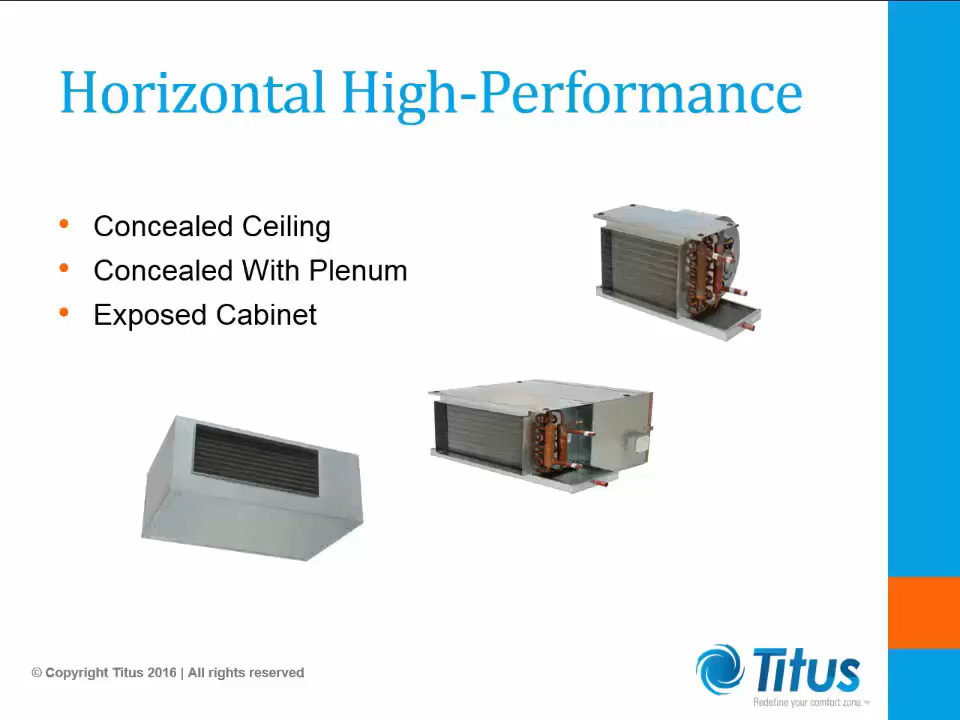 Horizontal High-Performance
• Concealed Ceiling
• Concealed With Plenum
• Exposed Cabinet
© Copyright Titus 2016 | All rights reserved
Titus
Redefine your comfort zone.™